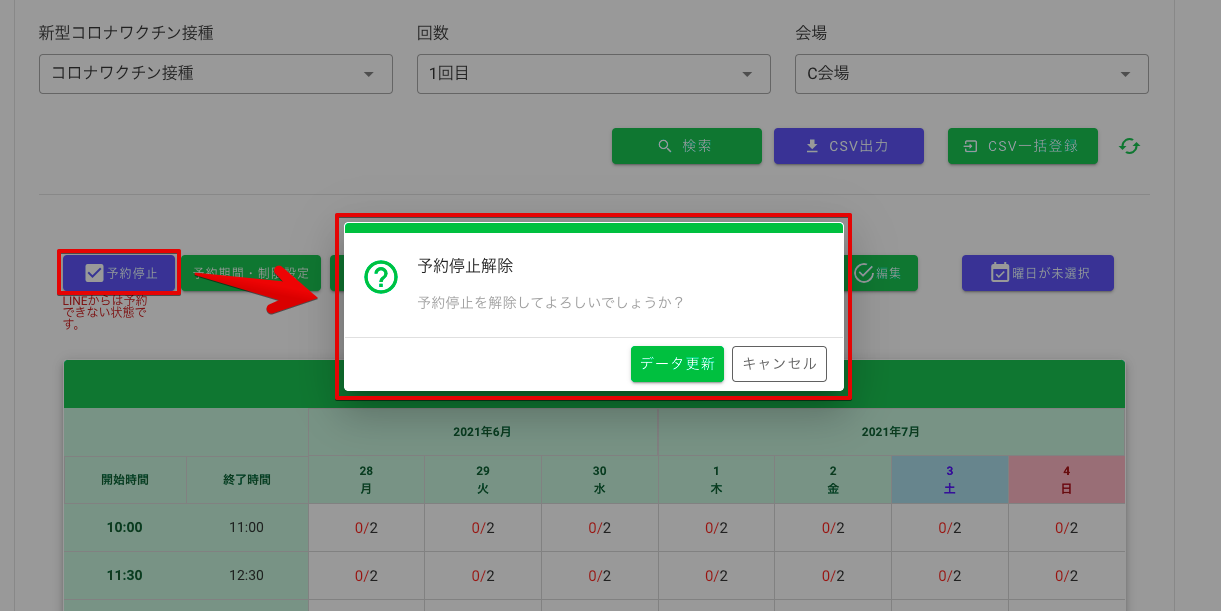 新型コロナワクチン接種
回数
会場
コロナワクチン接種
1回目
C会場
検索
CSV出力
CSV一括登録
予約停止
予約期間・制限設定
編集
曜日が未選択
LINEからは予約
できない状態で
す。
予約停止解除
予約停止を解除してよろしいでしょうか？
データ更新
キャンセル
2021年6月
2021年7月
開始時間
終了時間
28
29
30
1
2
3
4
月
火
水
木
金
土
日
10:00
11:00
0/2
0/2
0/2
0/2
0/2
0/2
0/2
11:30
12:30
0/2
0/2
0/2
0/2
0/2
0/2
0/2